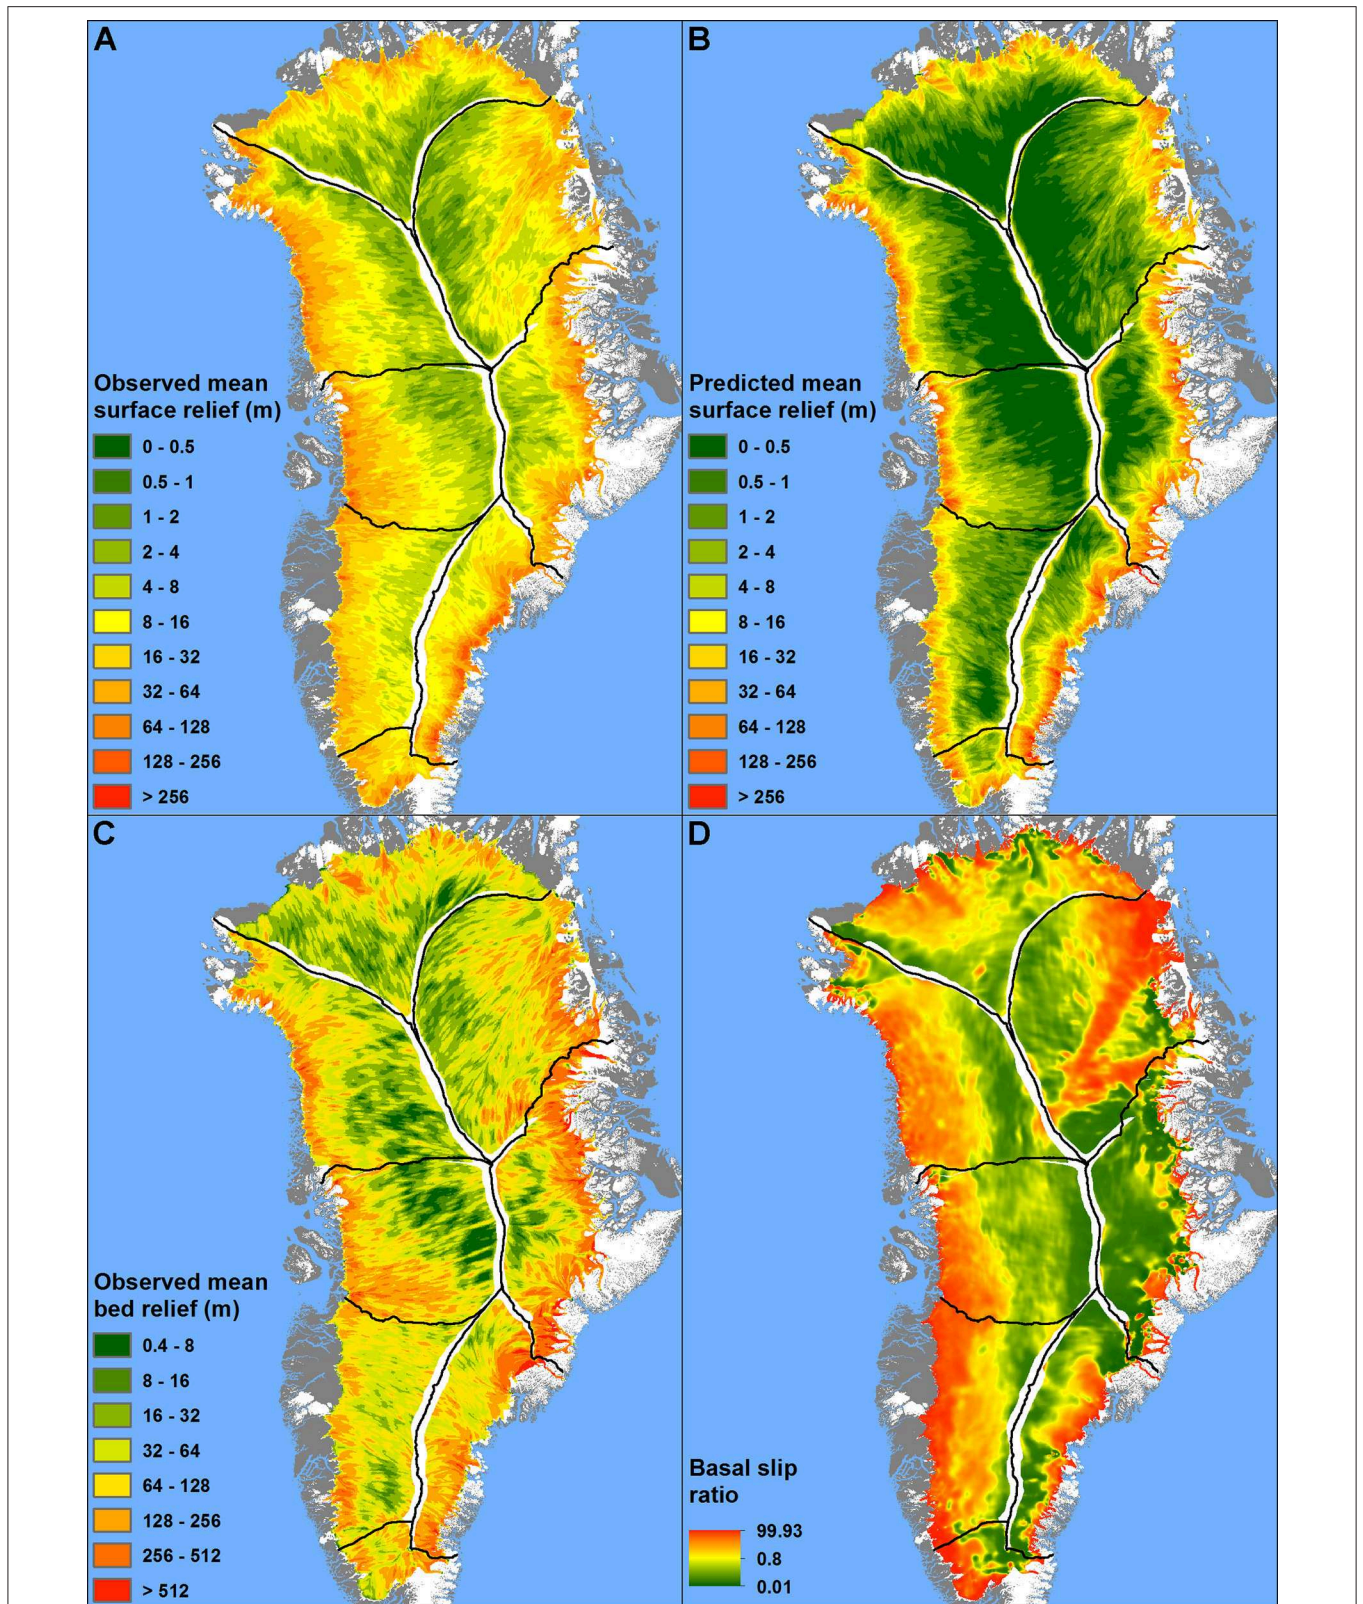 A
Observed mean
surface relief (m)
0 - 0.5
0.5 - 1
1 - 2
2 - 4
4 - 8
8 - 16
16 - 32
32 - 64
64 - 128
128 - 256
> 256
B
Predicted mean
surface relief (m)
0 - 0.5
0.5 - 1
1 - 2
2 - 4
4 - 8
8 - 16
16 - 32
32 - 64
64 - 128
128 - 256
> 256
C
Observed mean
bed relief (m)
0.4 - 8
8 - 16
16 - 32
32 - 64
64 - 128
128 - 256
256 - 512
> 512
D
Basal slip
ratio
99.93
0.8
0.01